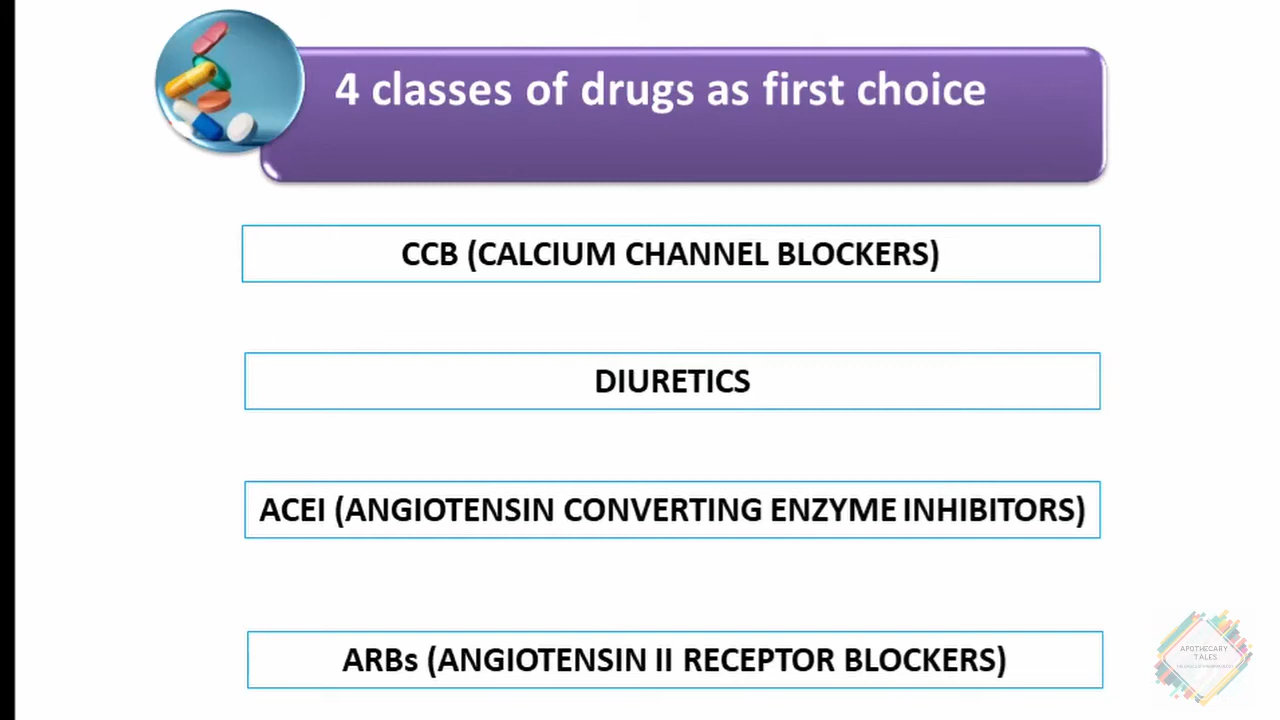 4 classes of drugs as first choice
CCB (CALCIUM CHANNEL BLOCKERS)
DIURETICS
ACEI (ANGIOTENSIN CONVERTING ENZYME INHIBITORS)
ARBs (ANGIOTENSIN II RECEPTOR BLOCKERS)
APOTHECARY
TALES